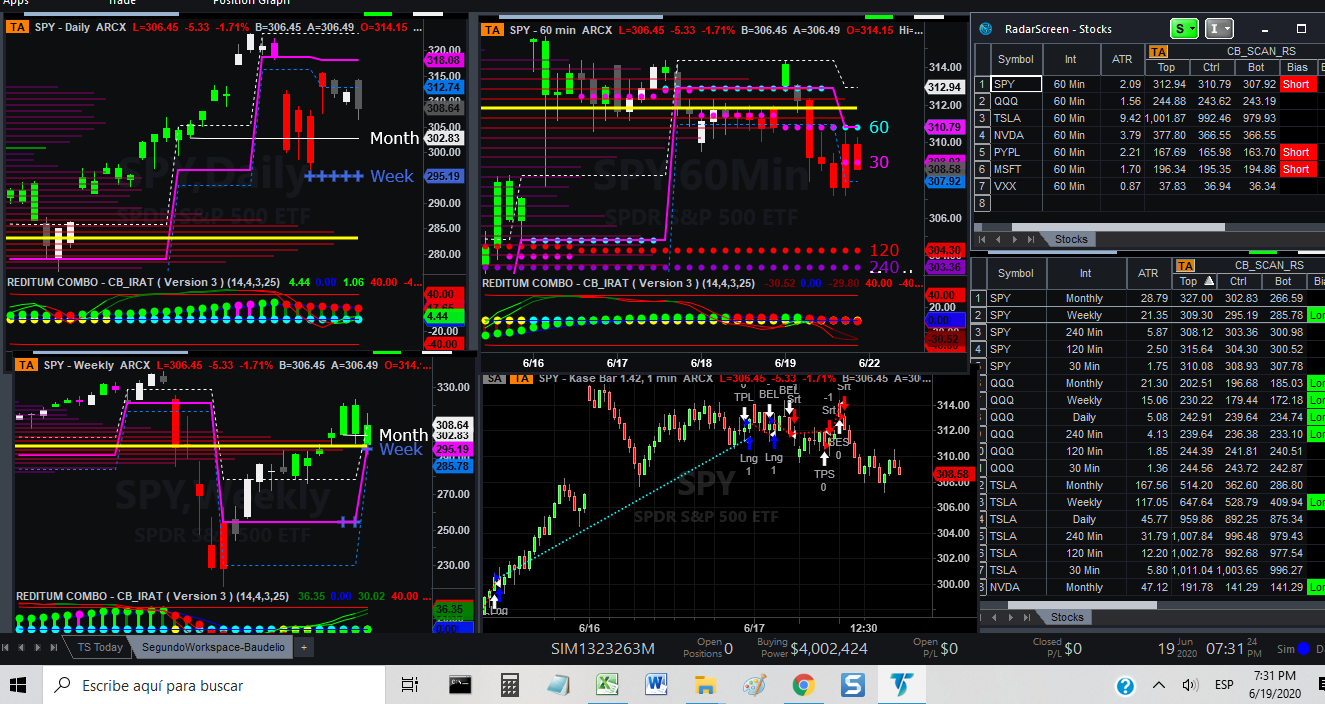 Apps
Trade
Position Graph
TA SPY - Daily ARCX L=306.45 -5.33 -1.71% B=306.45 A=306.49 O=314.15 ...
320.00
318.08
312.74
310.00
308.64
305.00
Month 302.83
300.00
Week 295.19
290.00
285.00
280.00
SPY,Daily
SPDR S&P 500 ETF
REDITUM COMBO - CB_IRAT ( Version 3 ) (14,4,3,25) 4.44 0.00 1.06 40.00 -4...
40.00
4.44
-20.00
40.00
TA SPY - 60 min ARCX L=306.45 -5.33 -1.71% B=306.45 A=306.49 O=314.15 Hi=...
314.00
312.94
312.00
60 310.79
310.00
30
308.58
307.92
306.00
120 304.30
240 303.36
SPY 60Min
SPDR S&P 500 ETF
REDITUM COMBO - CB_IRAT ( Version 3 ) (14,4,3,25) -30.52 0.00 -29.80 40.00 -40...
40.00
20.00
0.00
-30.52
6/16 6/17 6/18 6/19 6/22
TA SPY - Weekly ARCX L=306.45 -5.33 -1.71% B=306.45 A=306.49 O=314....
330.00
308.64
Month 302.83
Week 295.19
285.78
270.00
250.00
230.00
SPY,Weekly
SPDR S&P 500 ETF
REDITUM COMBO - CB_IRAT ( Version 3 ) (14,4,3,25) 36.35 0.00 30.02 40.00 ...
36.35
0.00
SA TA SPY - Kase Bar 1.42, 1 min ARCX L=306.45 -5.33 -1.71% B=306.45 A=30...
TPL BEL BEL Srt -1 Srt Srt
Lng 1 Lng 1 BES 0 TPS 0
Lng
314.00
312.00
310.00
308.58
308.00
306.00
304.00
302.00
300.00
SPY
SPDR S&P 500 ETF
6/16 6/17 12:30
RadarScreen - Stocks
S I
Symbol Int ATR TA CB_SCAN_RS
Top Ctrl Bot Bias
1 SPY 60 Min 2.09 312.94 310.79 307.92 Short
2 QQQ 60 Min 1.56 244.88 243.62 243.19
3 TSLA 60 Min 9.42 1,001.87 992.46 979.93
4 NVDA 60 Min 3.79 377.80 366.55 366.55
5 PYPL 60 Min 2.21 167.69 165.98 163.70 Short
6 MSFT 60 Min 1.70 196.34 195.35 194.86 Short
7 VXX 60 Min 0.87 37.83 36.94 36.34
8
Stocks
Symbol Int ATR TA CB_SCAN_RS
Top Ctrl Bot
1 SPY Monthly 28.79 327.00 302.83 266.59
2 SPY Weekly 21.35 309.30 295.19 285.78 Lon
3 SPY 240 Min 5.87 308.12 303.36 300.98
4 SPY 120 Min 2.50 315.64 304.30 300.52
SPY 30 Min 1.75 310.08 308.93 307.78
QQQ Monthly 21.30 202.51 196.68 185.03 Lon
QQQ Weekly 15.06 230.22 179.44 172.18 Lon
QQQ Daily 5.08 242.91 239.64 234.74 Lon
QQQ 240 Min 4.13 239.64 236.38 233.10 Lon
QQQ 120 Min 1.85 244.39 241.81 240.51
QQQ 30 Min 1.36 244.56 243.72 242.87
TSLA Monthly 167.56 514.20 362.60 286.80
TSLA Weekly 117.05 647.64 528.79 409.94 Lon
TSLA Daily 45.77 959.86 892.25 875.34
TSLA 240 Min 31.79 1,007.84 996.48 979.43
TSLA 120 Min 12.20 1,002.78 992.68 977.54
TSLA 30 Min 5.80 1,011.04 1,003.65 996.27
NVDA Monthly 47.12 191.78 141.29 141.29 Lon
Stocks
TS Today SegundoWorkspace-Baudelio +
SIM1323263M Open Positions 0 Buying Power $4,002,424 Open P/L $0 Closed P/L $0 19 Jun 2020 07:31 24 PM Sim
Escribe aquí para buscar
ESP
7:31 PM
6/19/2020